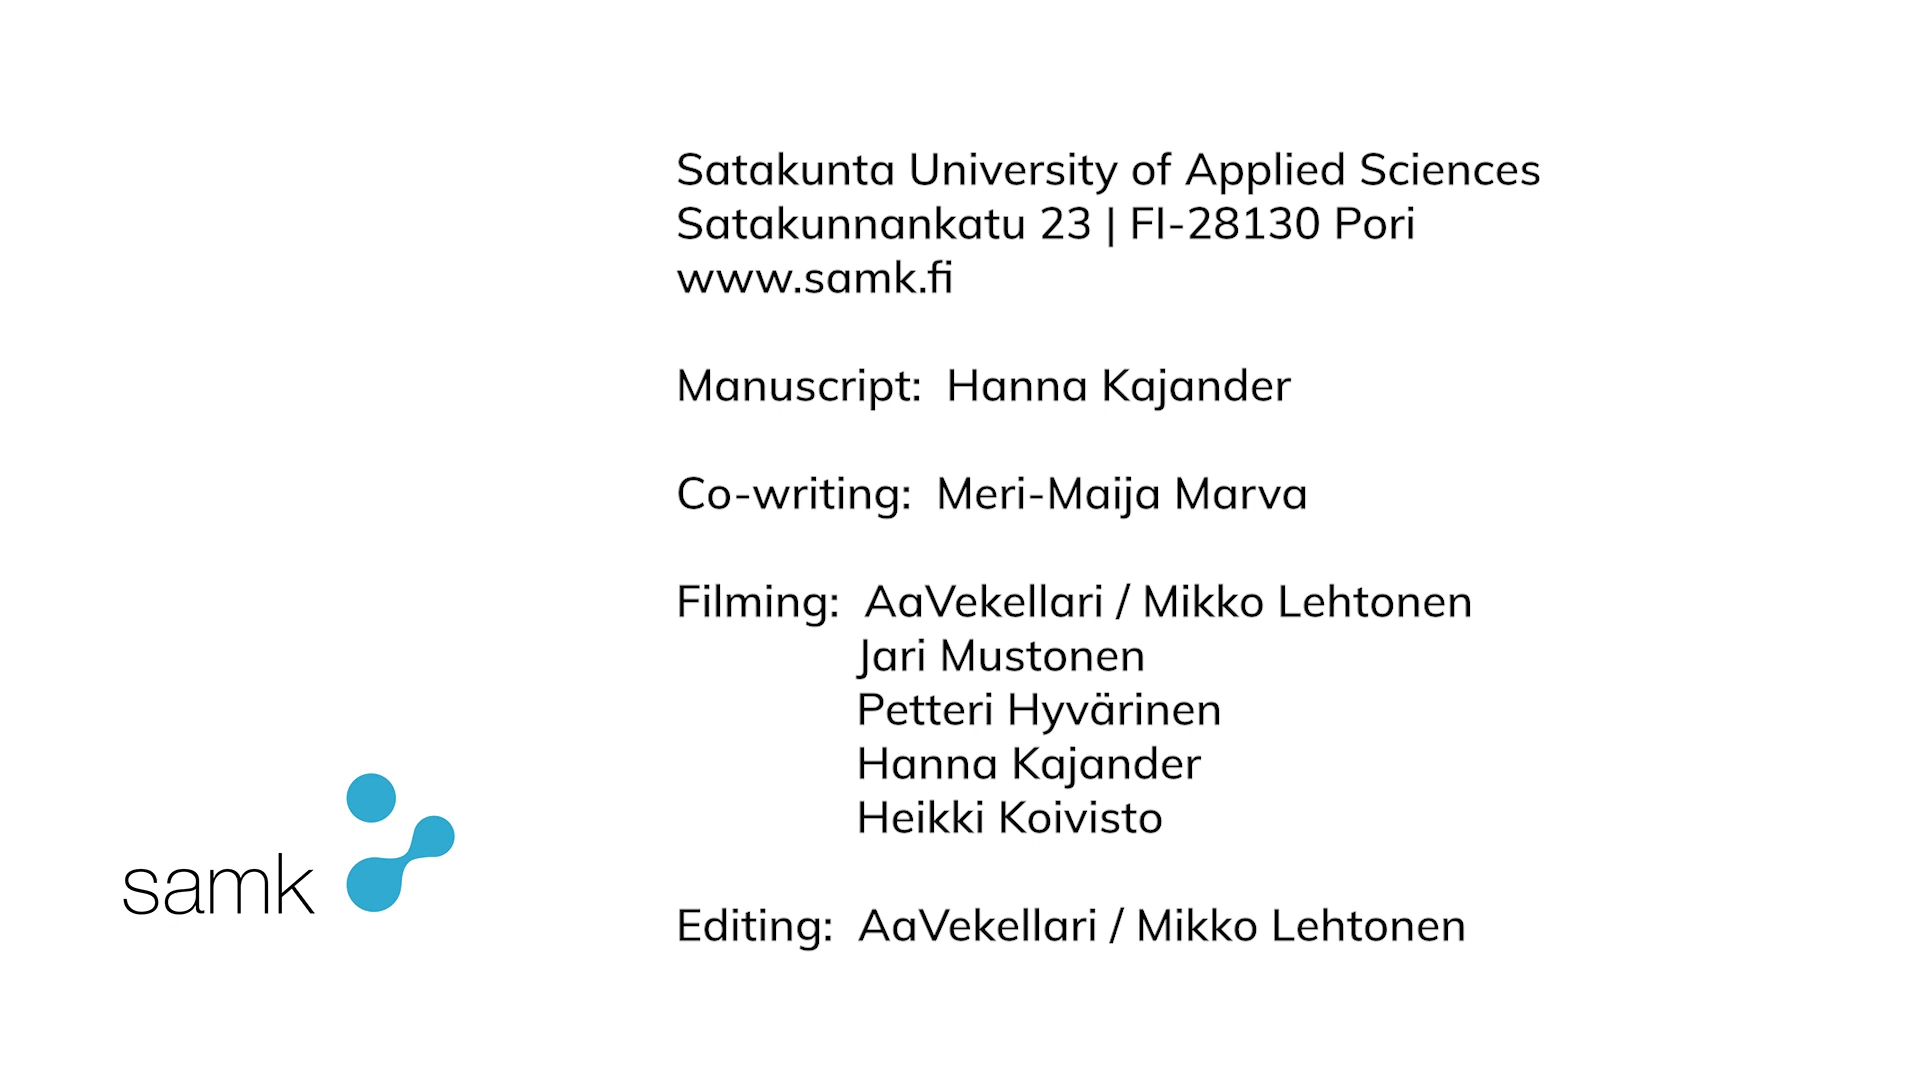 Satakunta University of Applied Sciences
Satakunnankatu 23 | FI-28130 Pori
www.samk.fi
Manuscript: Hanna Kajander
Co-writing: Meri-Maija Marva
Filming: AaVekellari / Mikko Lehtonen
Jari Mustonen
Petteri Hyvärinen
Hanna Kajander
Heikki Koivisto
Editing: AaVekellari / Mikko Lehtonen
samk